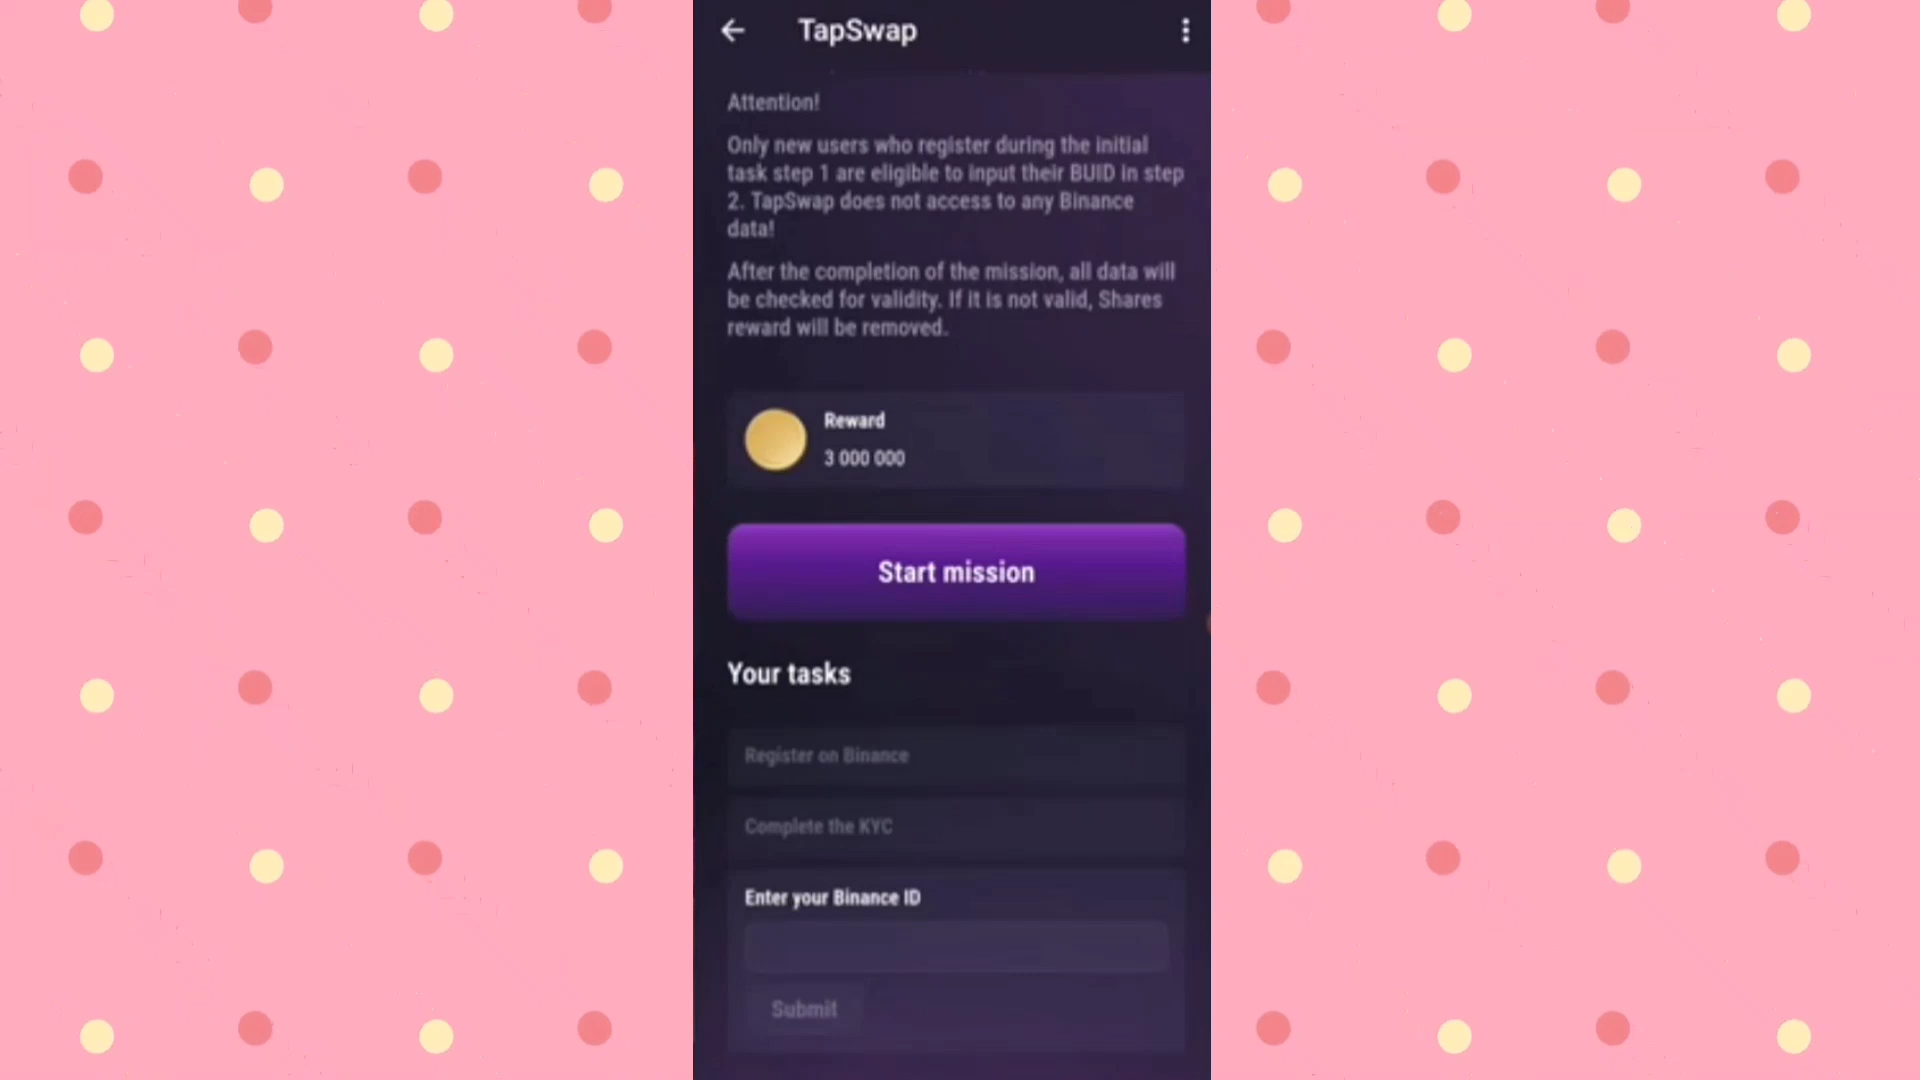 TapSwap
Attention!
Only new users who register during the initial
task step 1 are eligible to input their BUID in step
2. TapSwap does not access to any Binance
data!
After the completion of the mission, all data will
be checked for validity. If it is not valid, Shares
reward will be removed.
Reward
3 000 000
Start mission
Your tasks
Register on Binance
Complete the KYC
Enter your Binance ID
Submit